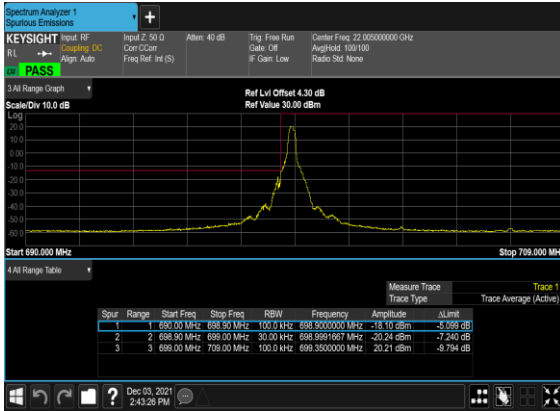 Spectrum Analyzer 1
Spurious Emissions
KEYSIGHT
RL
Input: RF
Coupling: DC
Align: Auto
Input Z: 50 Ω
Corr CCorr
Freq Ref: Int (S)
Atten: 40 dB
Trig: Free Run
Gate: Off
IF Gain: Low
Center Freq: 22.005000000 GHz
Avg|Hold: 100/100
Radio Std: None
PASS
3 All Range Graph
Scale/Div 10.0 dB
Ref Lvl Offset 4.30 dB
Ref Value 30.00 dBm
Log
20.0
10.0
0.00
-10.0
-20.0
-30.0
-40.0
-50.0
-60.0
Start 690.000 MHz
Stop 709.000 MH
4 All Range Table
Measure Trace Trace 1
Trace Type Trace Average (Active)
Spur Range Start Freq Stop Freq RBW Frequency Amplitude ΔLimit
1 1 690.00 MHz 698.90 MHz 100.0 kHz 698.9000000 MHz -18.10 dBm -5.099 dB
2 2 698.90 MHz 699.00 MHz 30.00 kHz 698.9991667 MHz -20.24 dBm -7.240 dB
3 3 699.00 MHz 709.00 MHz 100.0 kHz 699.3500000 MHz 20.21 dBm -9.794 dB
Dec 03, 2021
2:43:26 PM